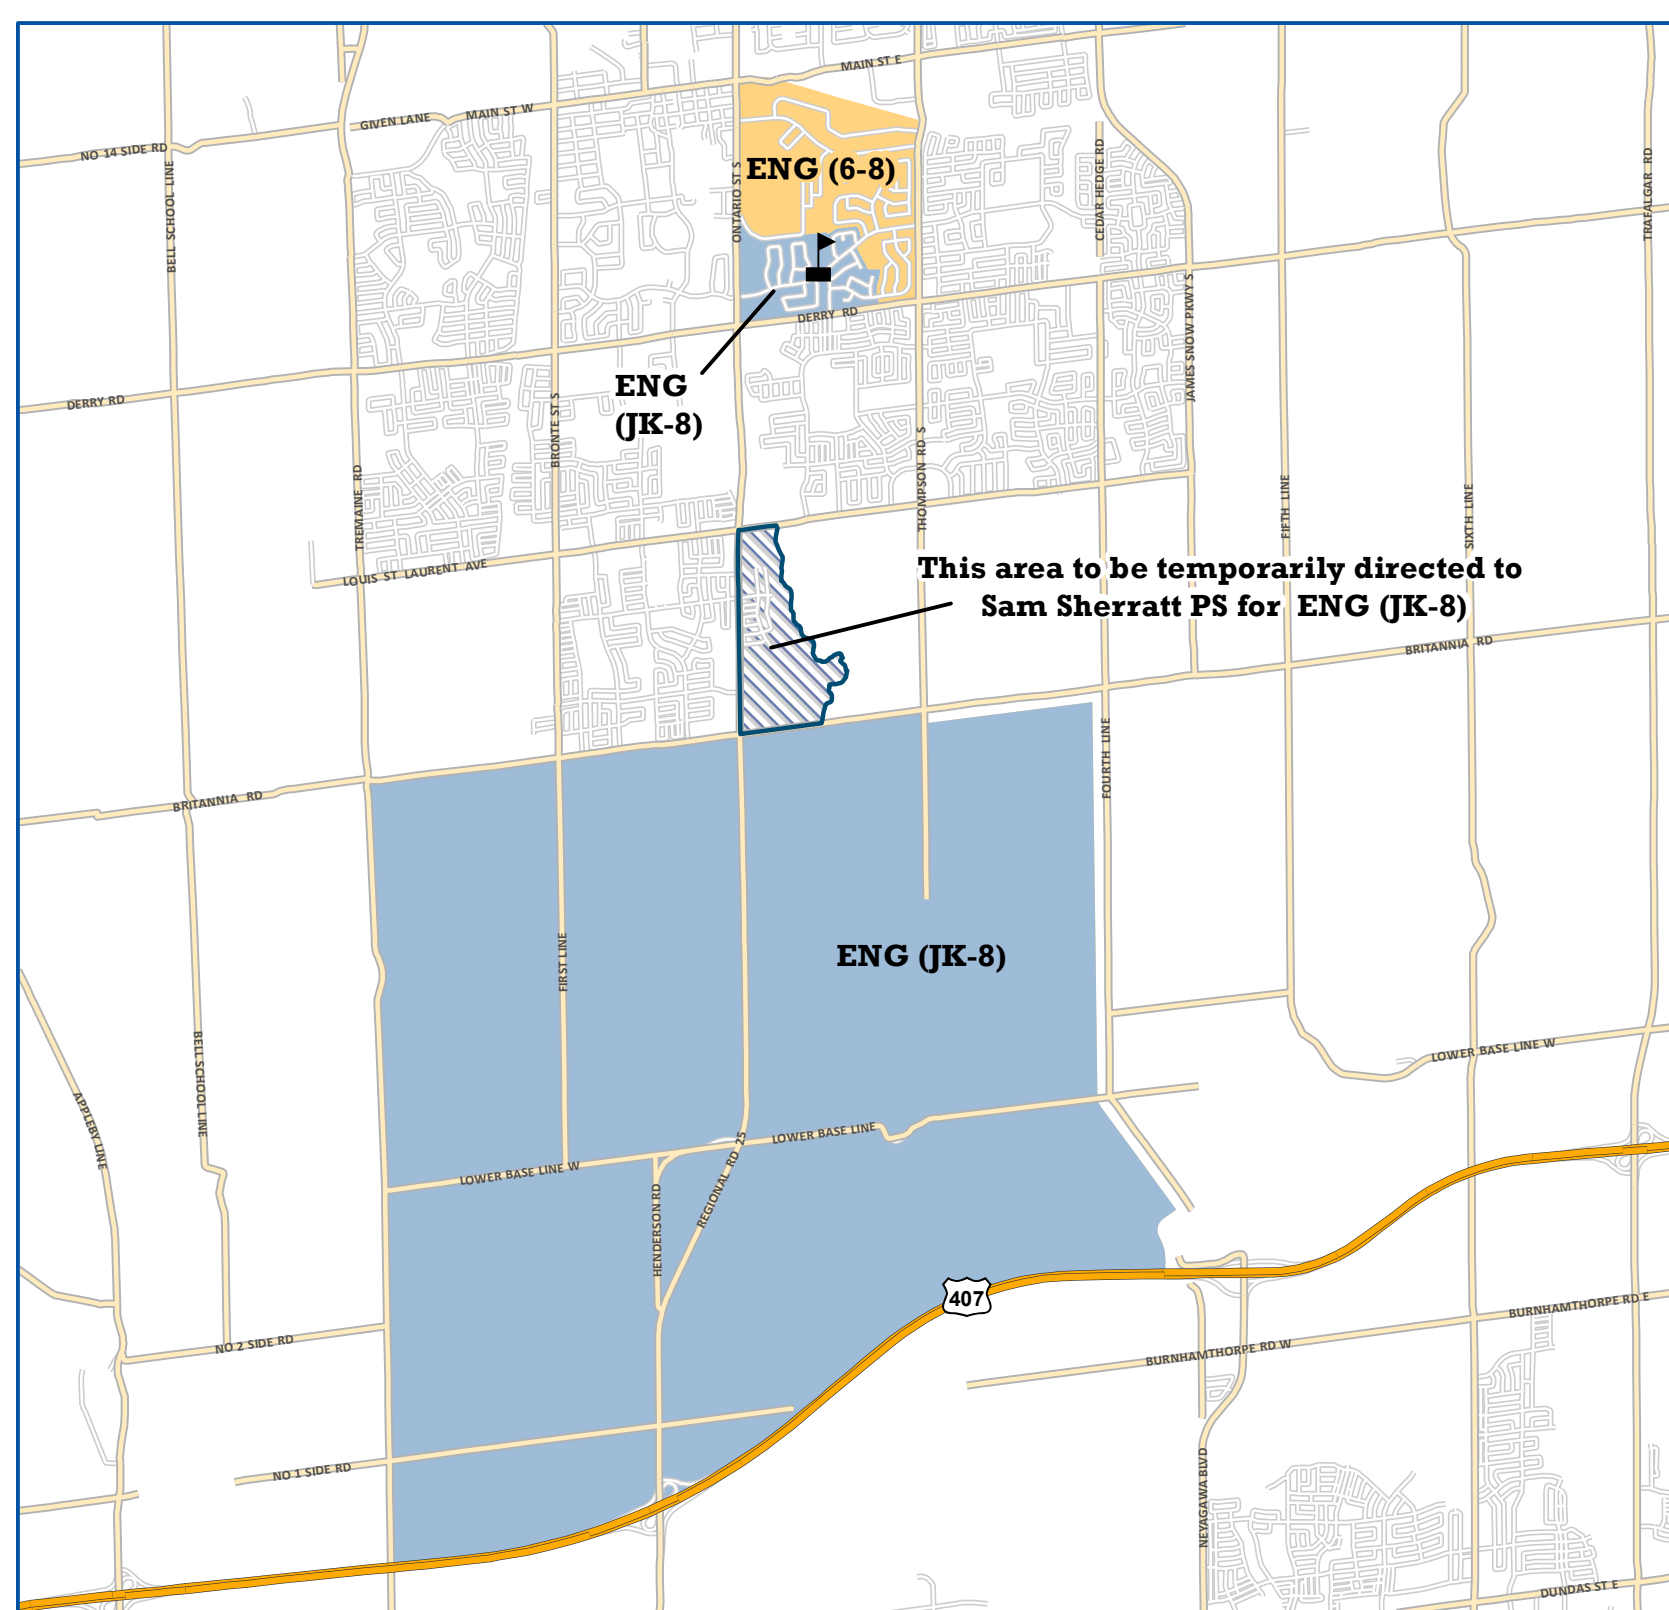 MAIN ST E
MAIN ST W
GIVEN LANE
NO 14 SIDE RD
BELL SCHOOL LINE
ONTARIO ST S
ENG (6-8)
CEDAR HEDGE RD
TRAFALGAR RD
DERRY RD
JAMES SNOW PKWY S
ENG
(JK-8)
DERRY RD
BRONTE ST S
TREMAINE RD
THOMPSON RD S
FIFTH LINE
SIXTH LINE
LOUIS ST LAURENT AVE
This area to be temporarily directed to
Sam Sherratt PS for ENG (JK-8)
BRITANNIA RD
BRITANNIA RD
FOURTH LINE
FIRST LINE
ENG (JK-8)
BELL SCHOOL LINE
APPLEBY LINE
LOWER BASE LINE W
LOWER BASE LINE
LOWER BASE LINE W
REGIONAL RD 25
HENDERSON RD
407
BURNHAMTHORPE RD E
BURNHAMTHORPE RD W
NO 2 SIDE RD
NO 1 SIDE RD
NEYAGAWA BLVD
DUNDAS ST E